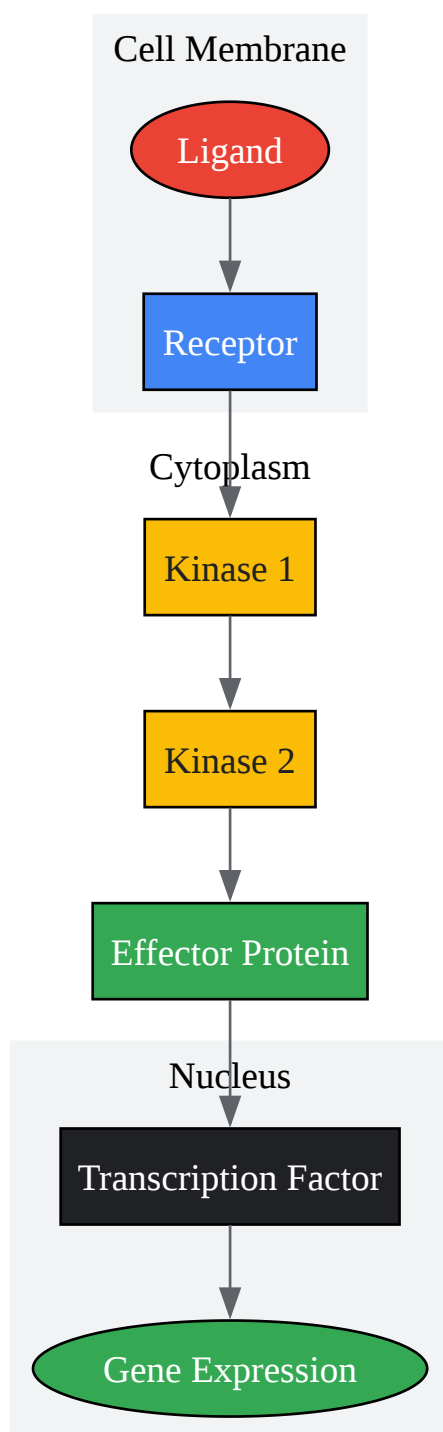 Cell Membrane
Ligand
Receptor
Cytoplasm
Kinase 1
Kinase 2
Effector Protein
Nucleus
Transcription Factor
Gene Expression